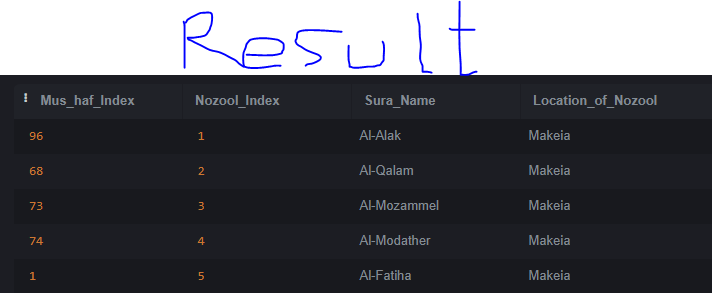 Result
Mus_haf_Index Nozool_Index Sura_Name Location_of_Nozool
96 1 Al-Alak Makeia
68 2 Al-Qalam Makeia
73 3 Al-Mozammel Makeia
74 4 Al-Modather Makeia
1 5 Al-Fatiha Makeia